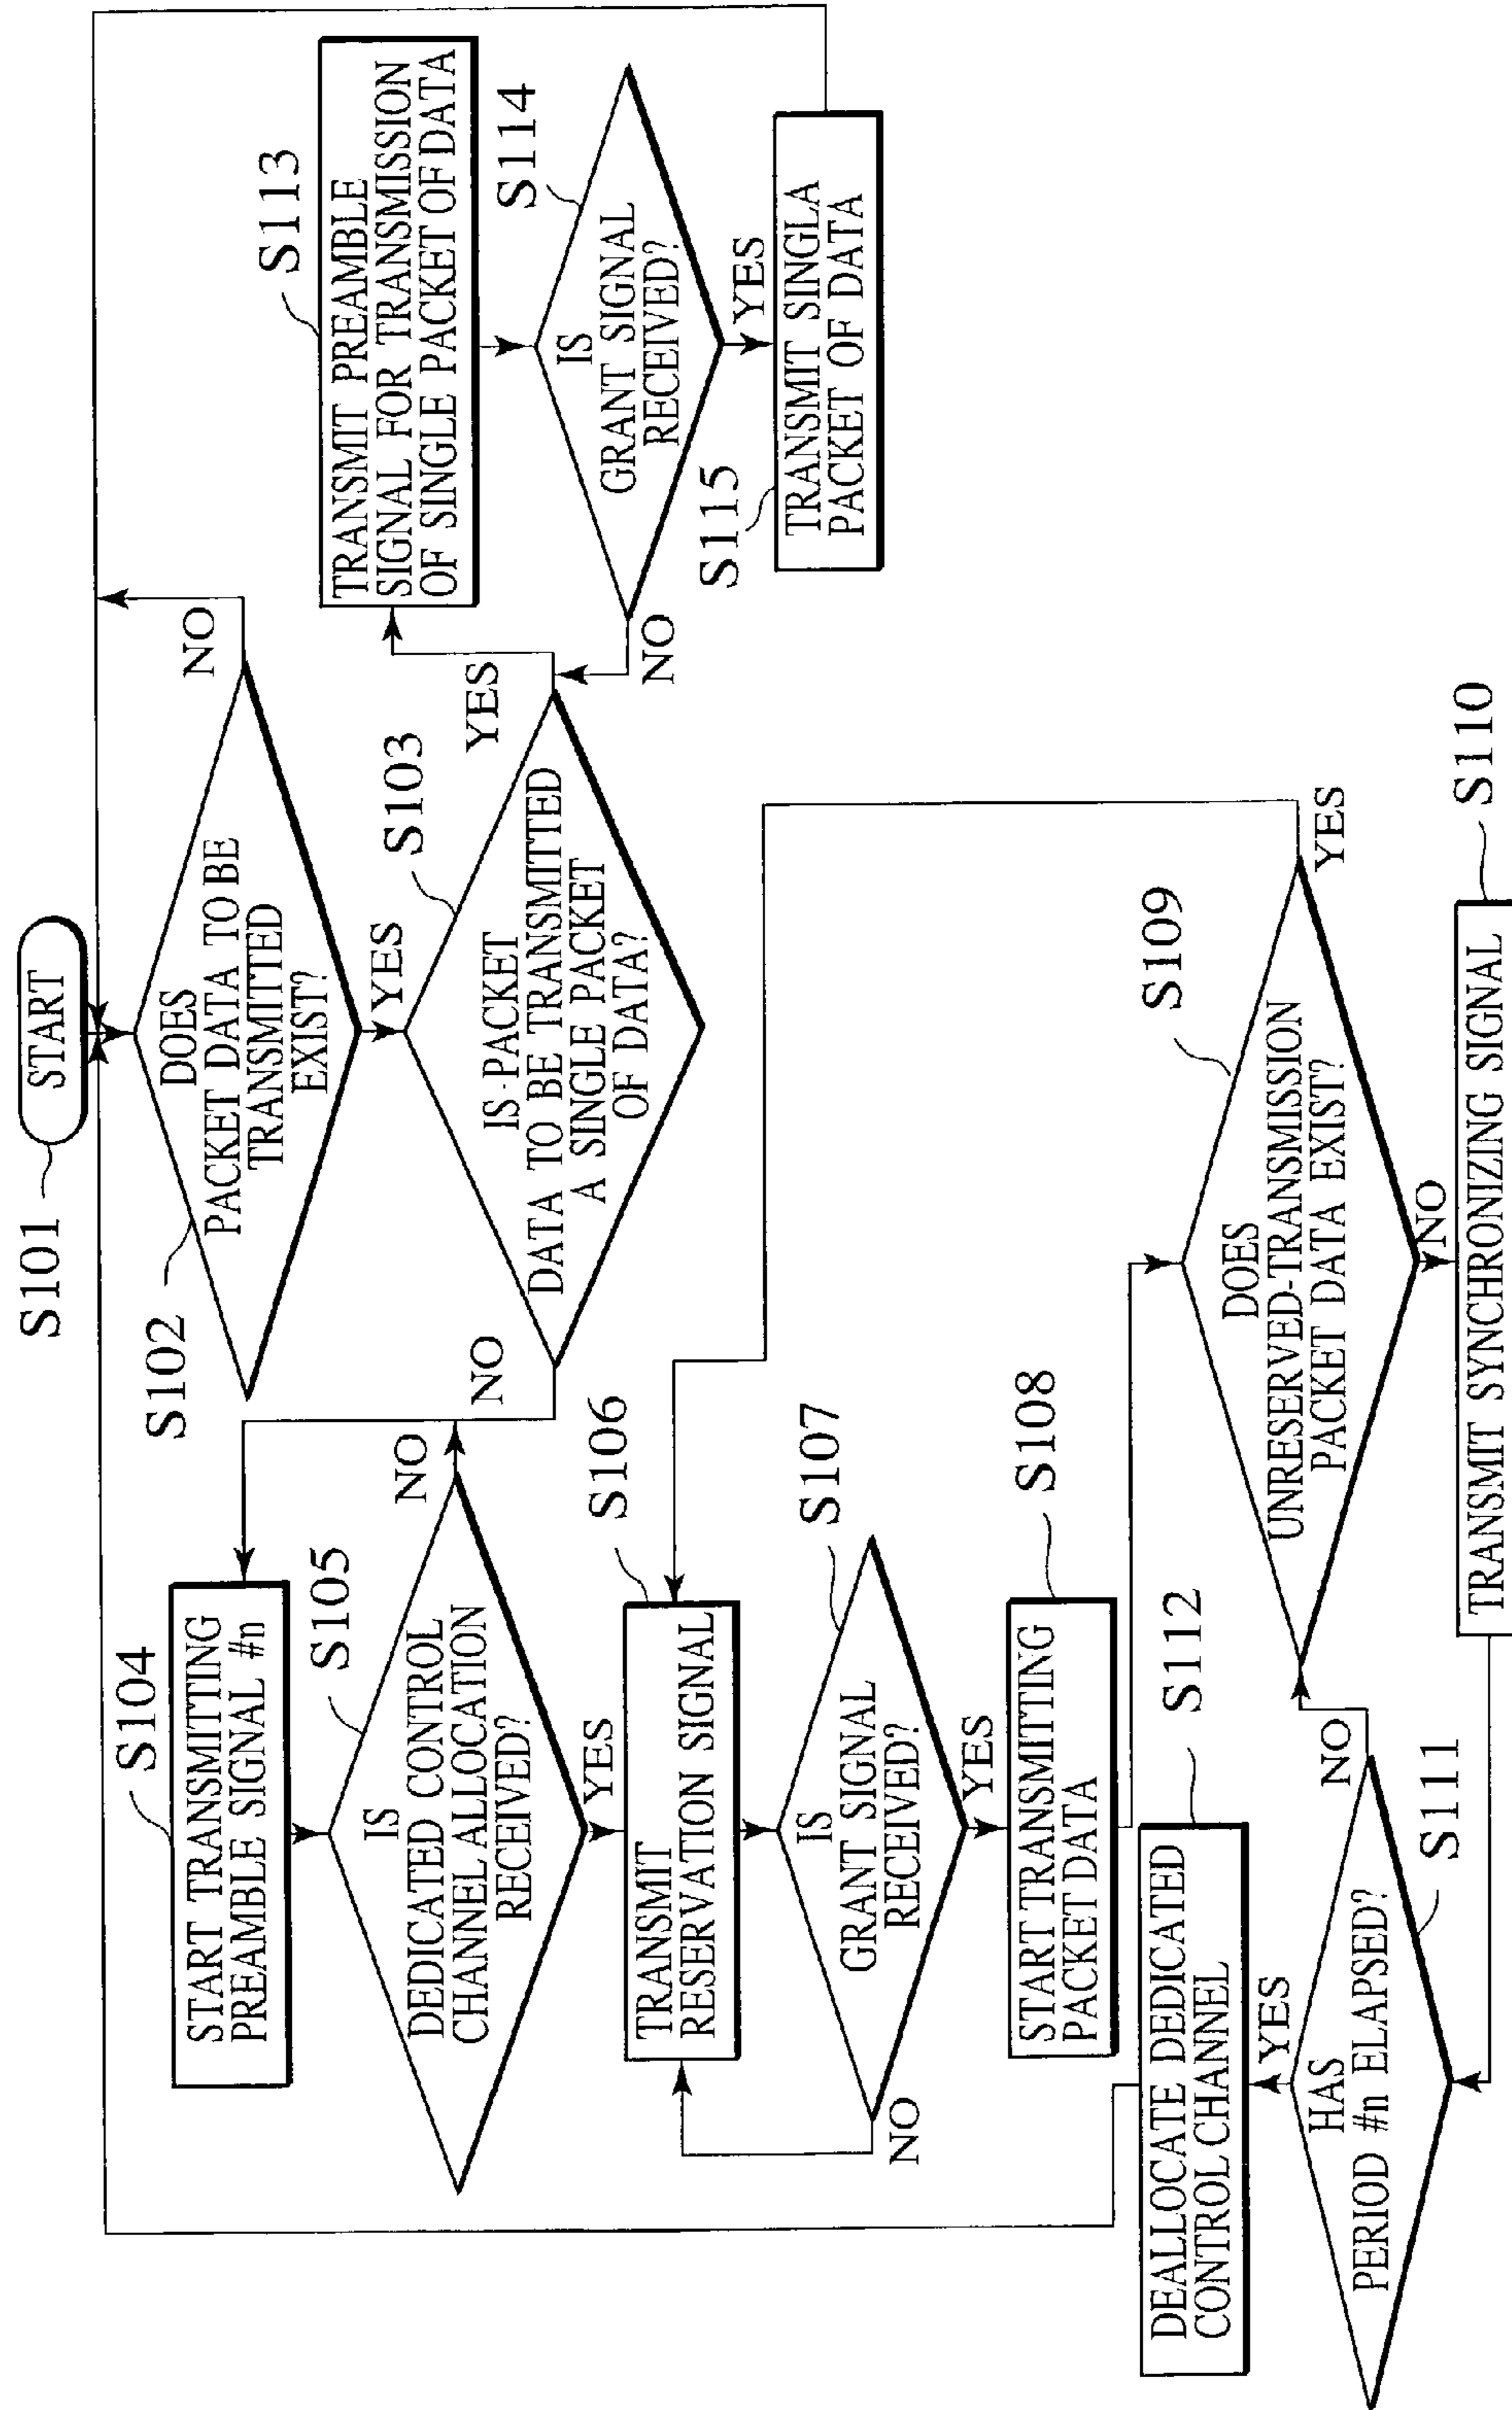 S101
START
S102
DOES
PACKET DATA TO BE
TRANSMITTED
EXIST?
NO
YES
S103
IS-PACKET
DATA TO BE TRANSMITTED
A SINGLE PACKET
OF DATA?
NO
YES
S104
START TRANSMITTING
PREAMBLE SIGNAL #n
S105
IS
DEDICATED CONTROL
CHANNEL ALLOCATION
RECEIVED?
NO
YES
S106
TRANSMIT
RESERVATION SIGNAL
S107
IS
GRANT SIGNAL
RECEIVED?
NO
YES
S108
START TRANSMITTING
PACKET DATA
S109
DOES
UNRESERVED-TRANSMISSION
PACKET DATA EXIST?
YES
NO
S110
TRANSMIT SYNCHRONIZING SIGNAL
S111
HAS
PERIOD #n ELAPSED?
NO
YES
S112
DEALLOCATE DEDICATED
CONTROL CHANNEL
S113
TRANSMIT PREAMBLE
SIGNAL FOR TRANSMISSION
OF SINGLE PACKET OF DATA
S114
IS
GRANT SIGNAL
RECEIVED?
NO
YES
S115
TRANSMIT SINGLA
PACKET OF DATA